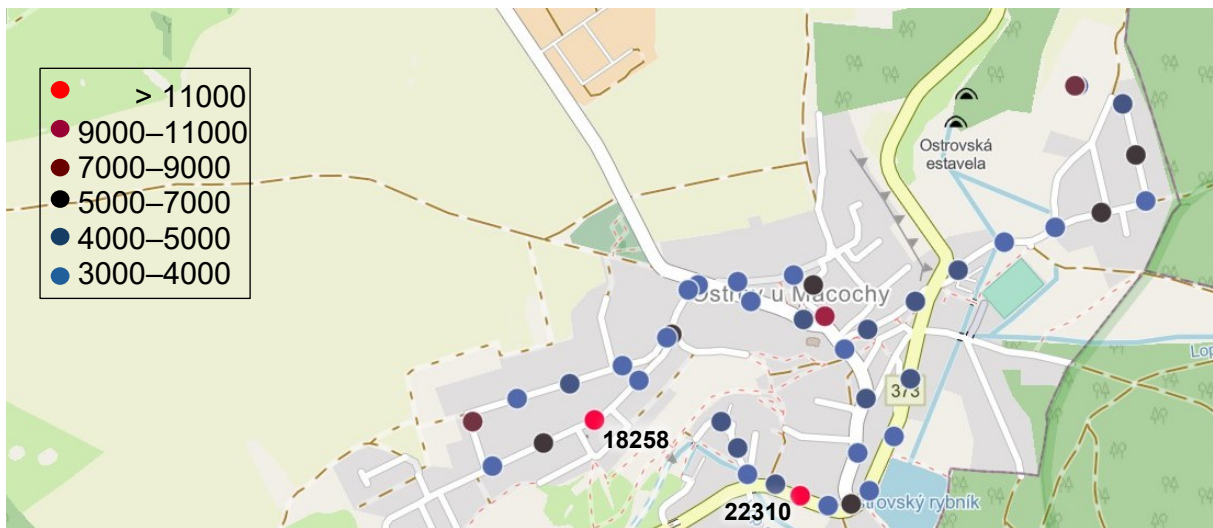 > 11000
9000–11000
7000–9000
5000–7000
4000–5000
3000–4000
Ostrovská
estavela
Ostrov u Macochy
Lop
373
18258
22310
strovský rybník